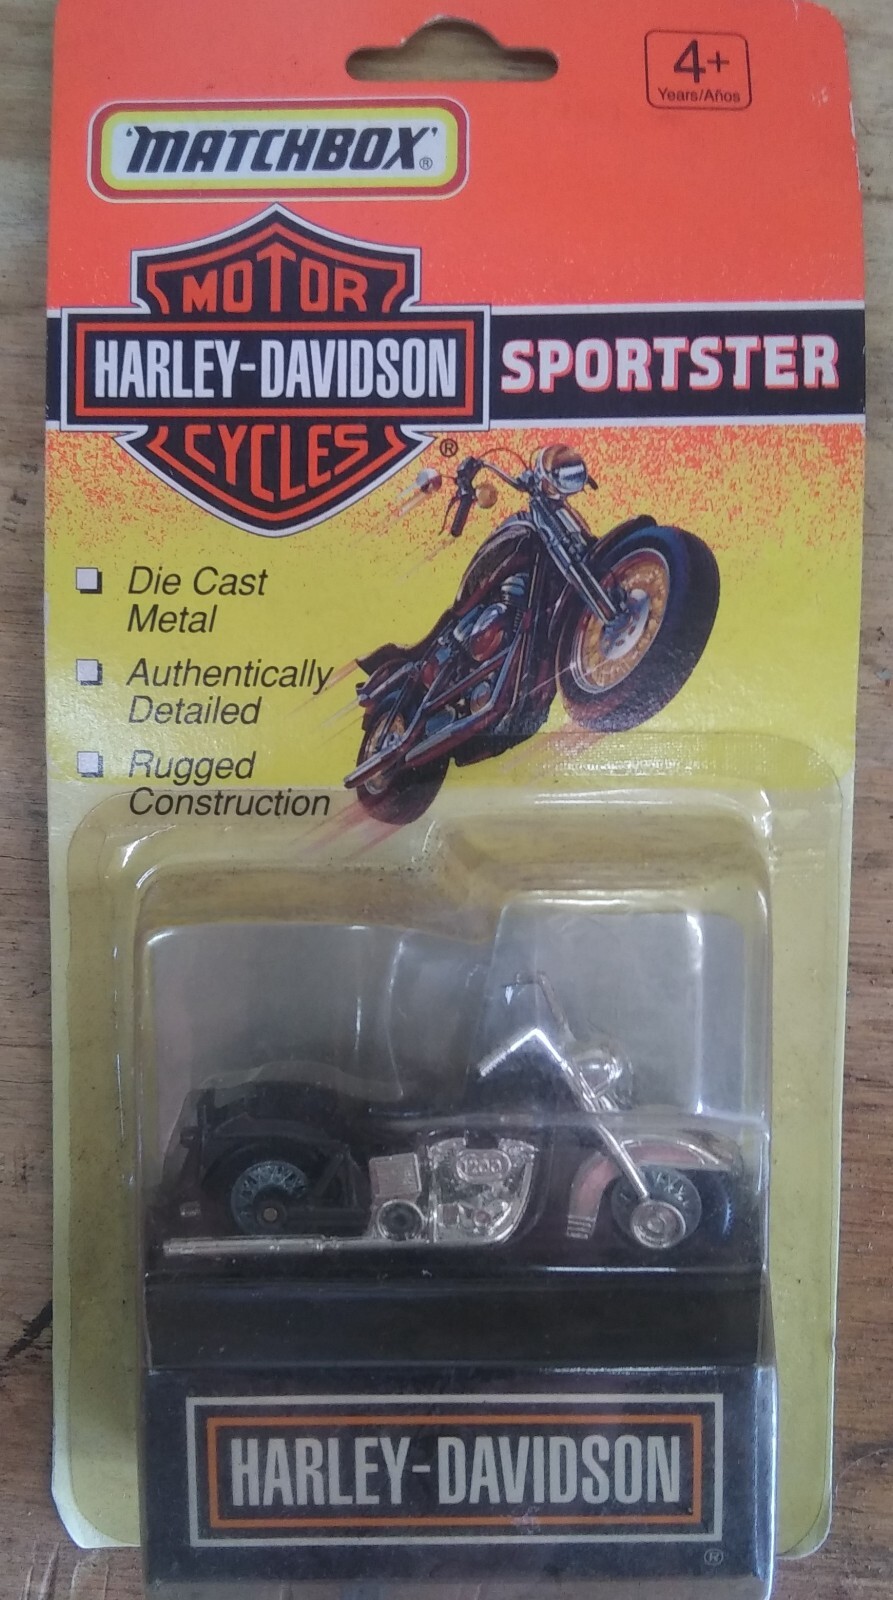 4+
Years/Años
'MATCHBOX'®
MOTOR
HARLEY-DAVIDSON
CYCLES®
SPORTSTER
Die Cast
Metal
Authentically
Detailed
Rugged
Construction
1200
HARLEY-DAVIDSON
®